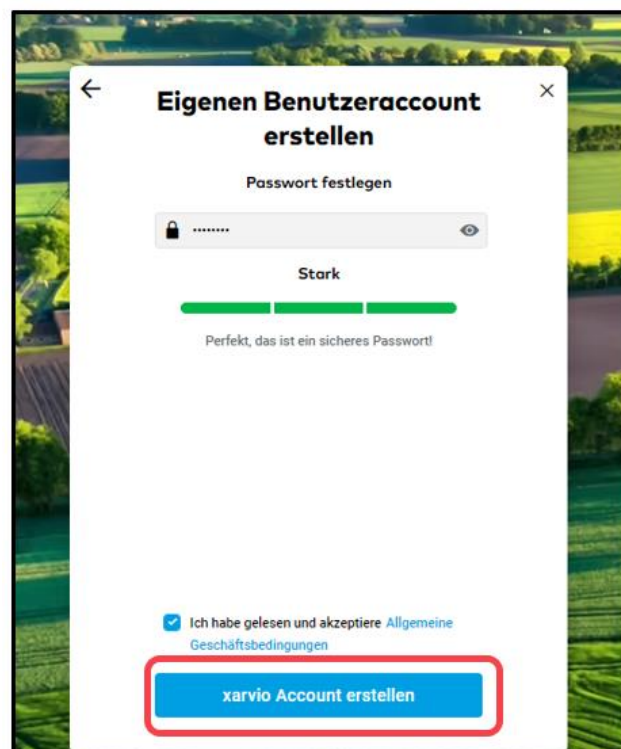 Eigenen Benutzeraccount
erstellen
Passwort festlegen
········
Stark
Perfekt, das ist ein sicheres Passwort!
Ich habe gelesen und akzeptiere Allgemeine
Geschäftsbedingungen
xarvio Account erstellen